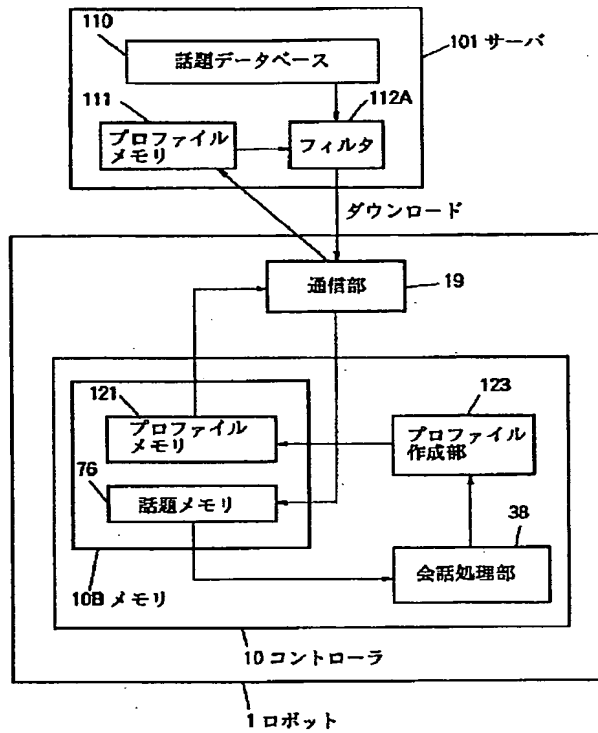 110
話題データベース
101 サーバ
111
112A
プロファイル
メモリ
フィルタ
ダウンロード
通信部
19
121
プロファイル
メモリ
123
プロファイル
作成部
76
話題メモリ
38
会話処理部
10B メモリ
10 コントローラ
1 ロボット